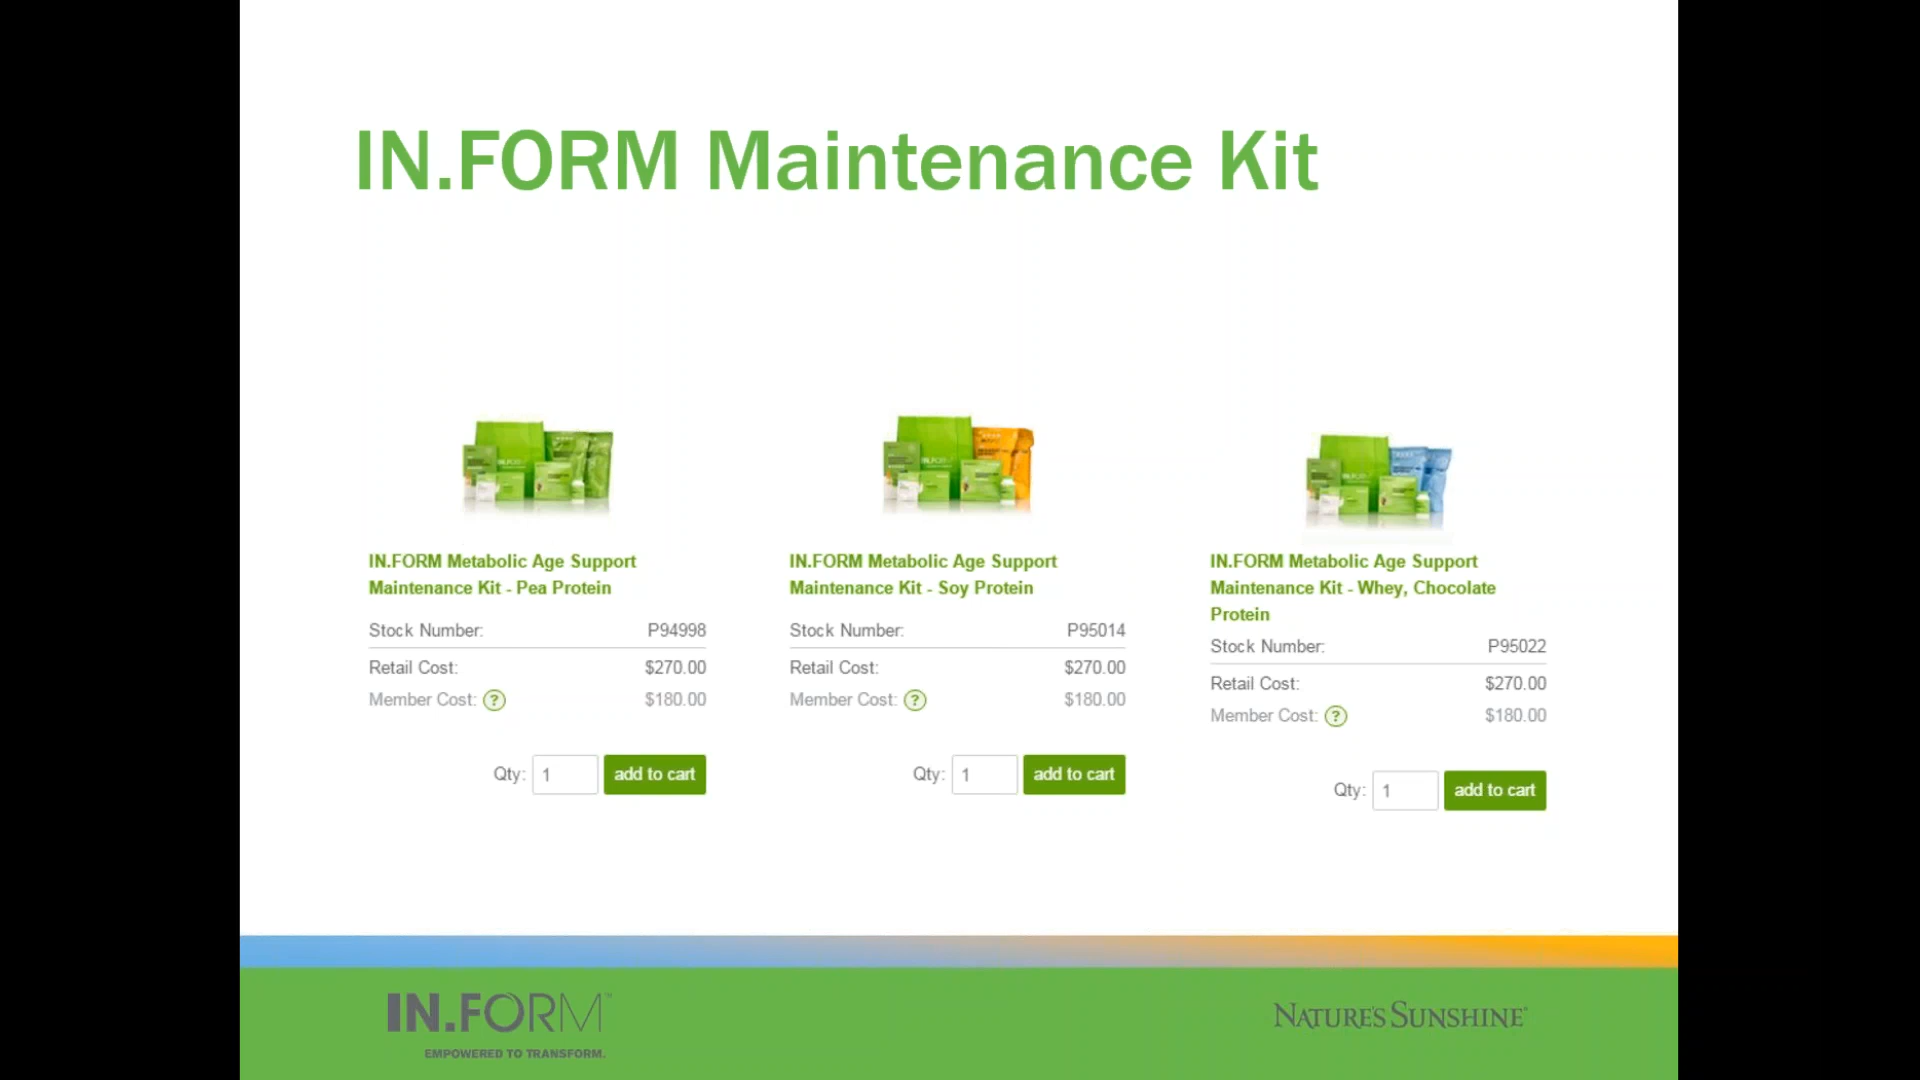 IN.FORM Maintenance Kit
IN.FORM Metabolic Age Support
Maintenance Kit - Pea Protein
Stock Number: P94998
Retail Cost: $270.00
Member Cost: ? $180.00
Qty: 1 add to cart
IN.FORM Metabolic Age Support
Maintenance Kit - Soy Protein
Stock Number: P95014
Retail Cost: $270.00
Member Cost: ? $180.00
Qty: 1 add to cart
IN.FORM Metabolic Age Support
Maintenance Kit - Whey, Chocolate
Protein
Stock Number: P95022
Retail Cost: $270.00
Member Cost: ? $180.00
Qty: 1 add to cart
IN.FORM™
EMPOWERED TO TRANSFORM.
NATURE'S SUNSHINE®